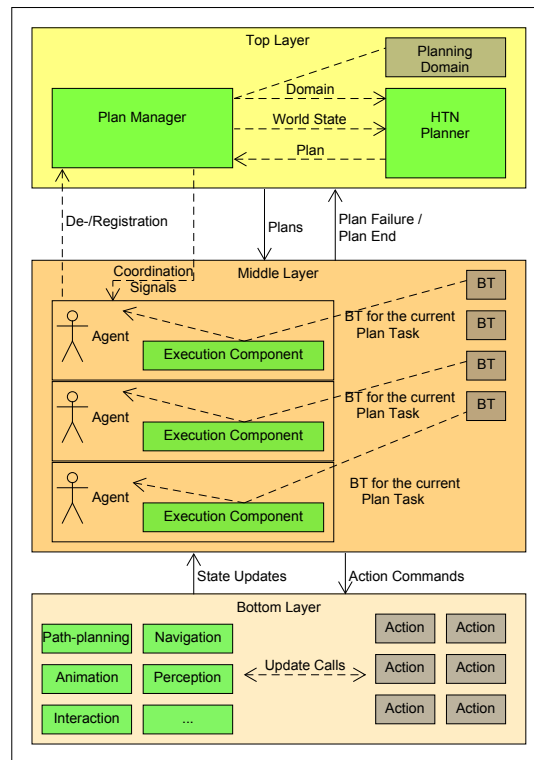 Top Layer
Planning
Domain
Plan Manager
Domain
World State
Plan
HTN
Planner
De-/Registration
Plans
Plan Failure /
Plan End
Middle Layer
Coordination
Signals
BT
BT for the current
Plan Task
BT
Agent
Execution Component
BT
BT for the current
Plan Task
BT
Agent
Execution Component
BT for the current
Plan Task
Agent
Execution Component
State Updates
Action Commands
Bottom Layer
Path-planning
Navigation
Action
Action
Animation
Perception
Update Calls
Action
Action
Interaction
...
Action
Action